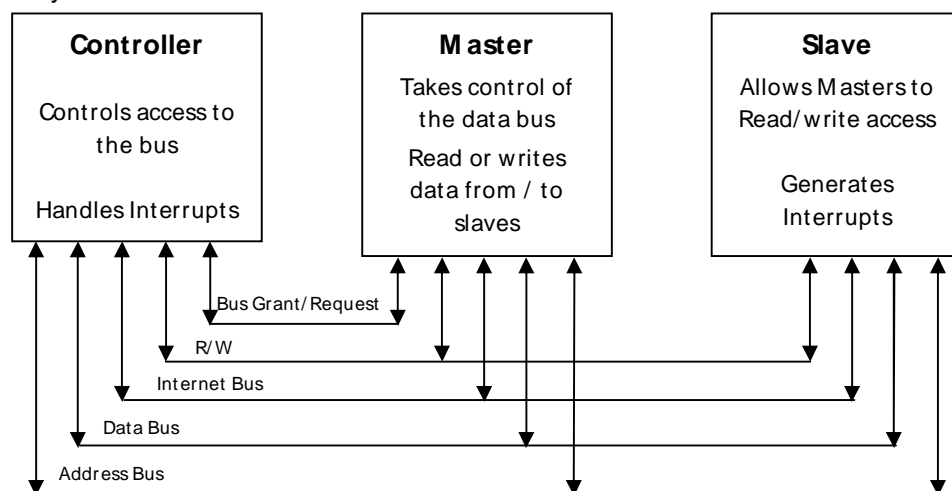 Controller
Controls access to
the bus
Handles Interrupts
Master
Takes control of
the data bus
Read or writes
data from / to
slaves
Slave
Allows Masters to
Read/write access
Generates
Interrupts
Bus Grant/Request
R/W
Internet Bus
Data Bus
Address Bus